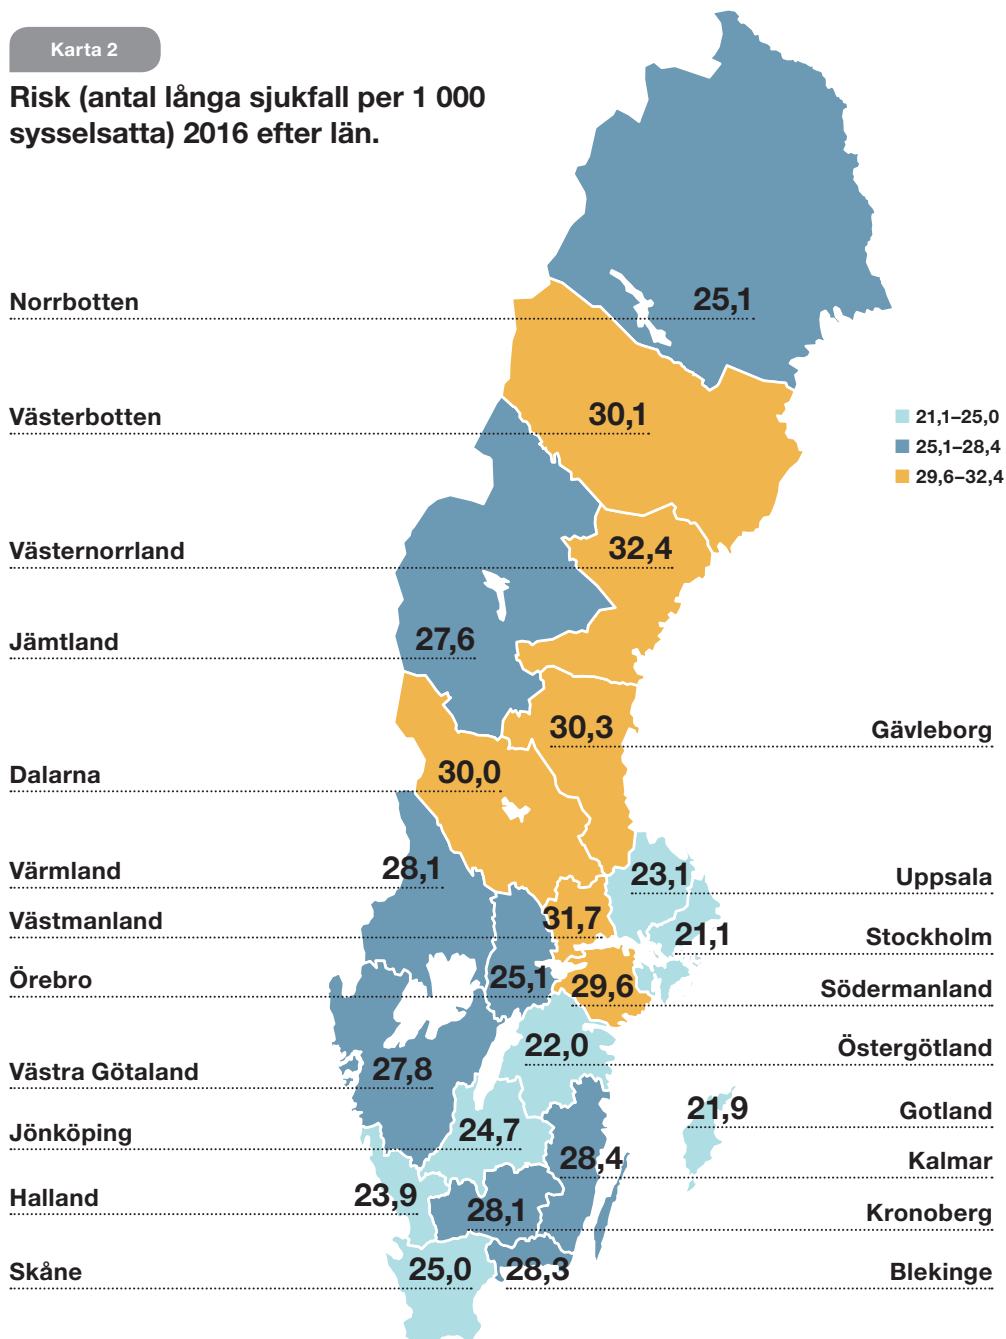 Karta 2
Risk (antal långa sjukfall per 1 000
sysselsatta) 2016 efter län.
Norrbotten 25,1
Västerbotten 30,1
21,1–25,0
25,1–28,4
29,6–32,4
Västernorrland 32,4
Jämtland 27,6
30,3 Gävleborg
Dalarna 30,0
Värmland 28,1
23,1 Uppsala
Västmanland 31,7
21,1 Stockholm
Örebro 25,1
29,6 Södermanland
22,0 Östergötland
Västra Götaland 27,8
21,9 Gotland
Jönköping 24,7
28,4 Kalmar
Halland 23,9
28,1 Kronoberg
Skåne 25,0
28,3 Blekinge